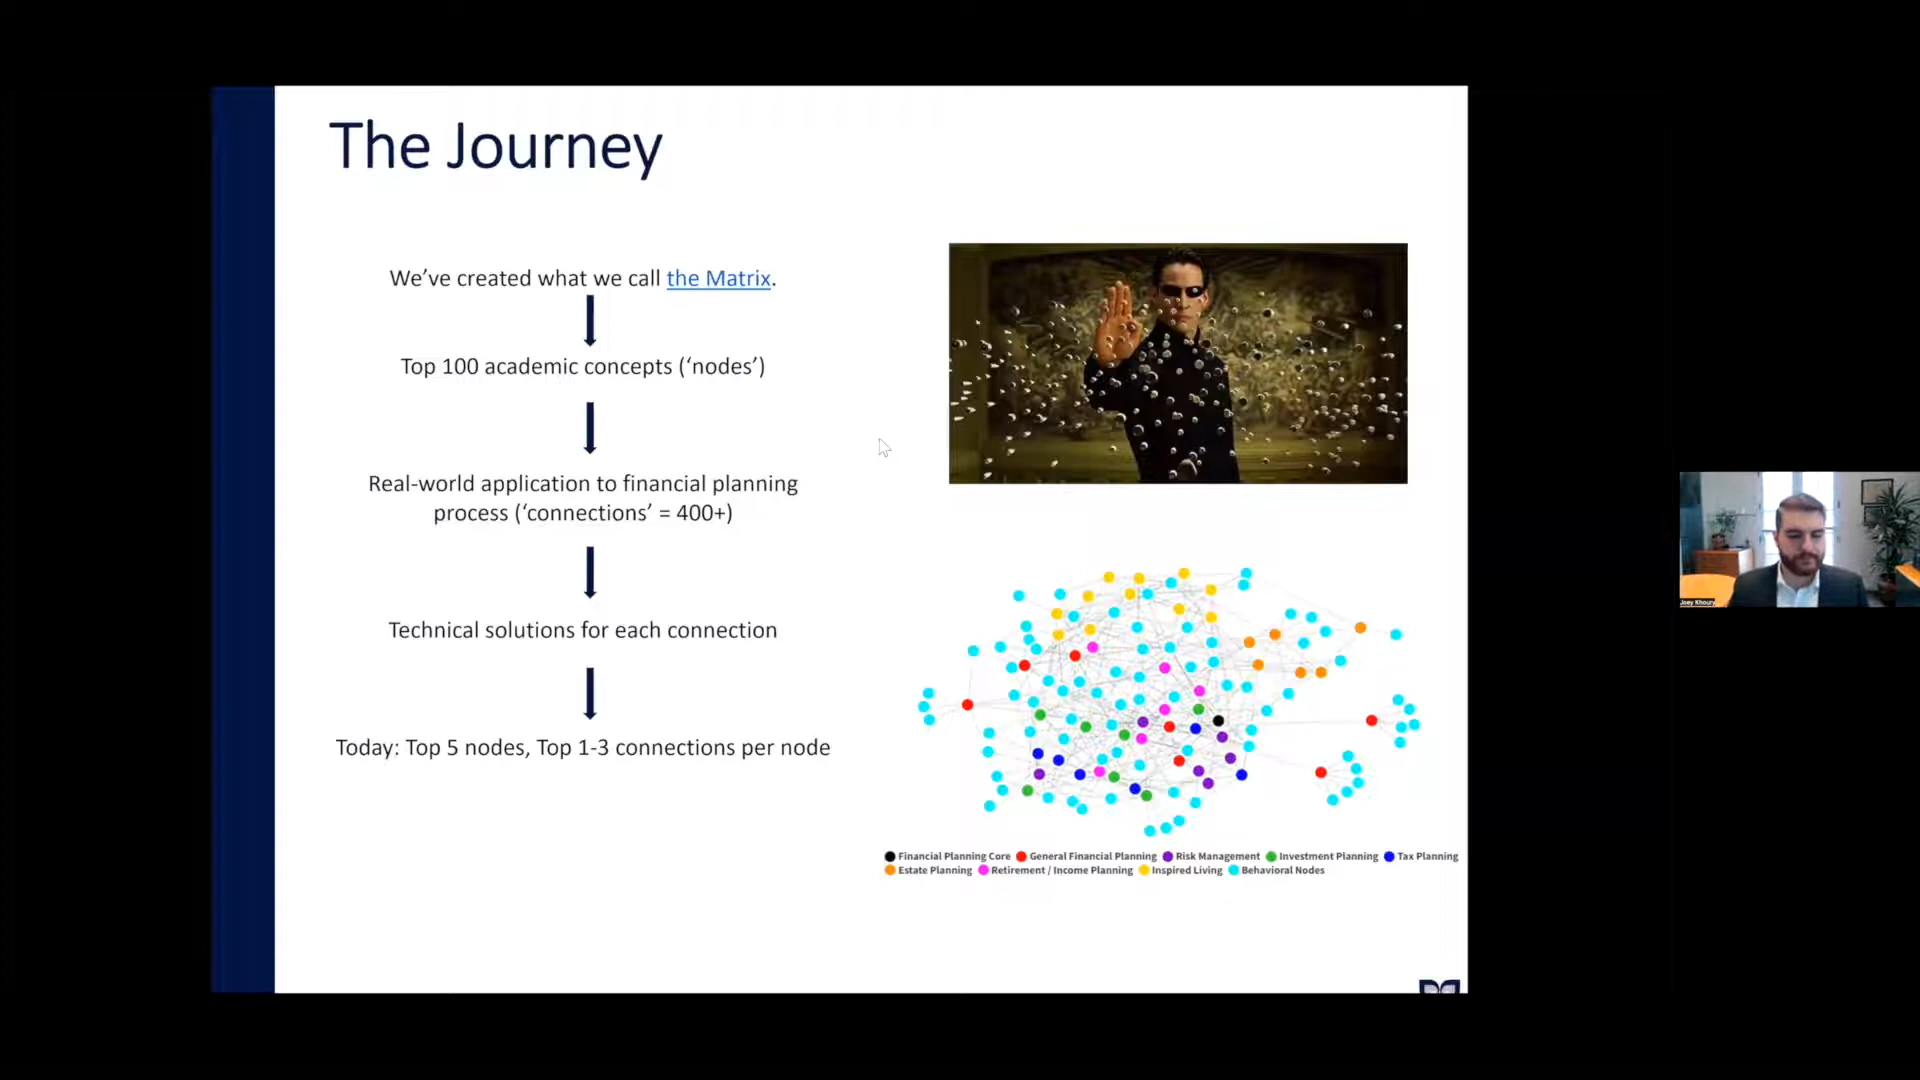 The Journey
We’ve created what we call the Matrix.
Top 100 academic concepts (‘nodes’)
Real-world application to financial planning
process (‘connections’ = 400+)
Technical solutions for each connection
Today: Top 5 nodes, Top 1-3 connections per node
Financial Planning Core General Financial Planning Risk Management Investment Planning Tax Planning
Estate Planning Retirement / Income Planning Inspired Living Behavioral Nodes
Joey Khoury